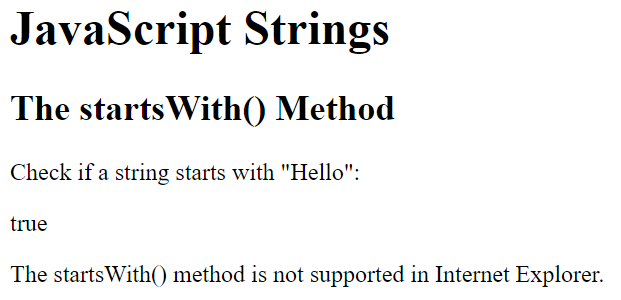 JavaScript Strings
The startsWith() Method
Check if a string starts with "Hello":
true
The startsWith() method is not supported in Internet Explorer.